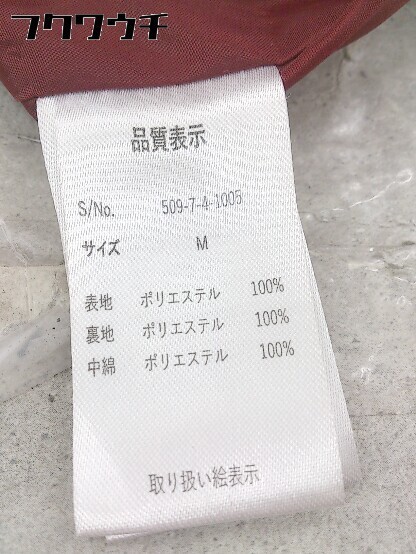 フクウウチ
品質表示
S/No. 509-7-4-1005
サイズ M
表地 ポリエステル 100%
裏地 ポリエステル 100%
中綿 ポリエステル 100%
取り扱い絵表示